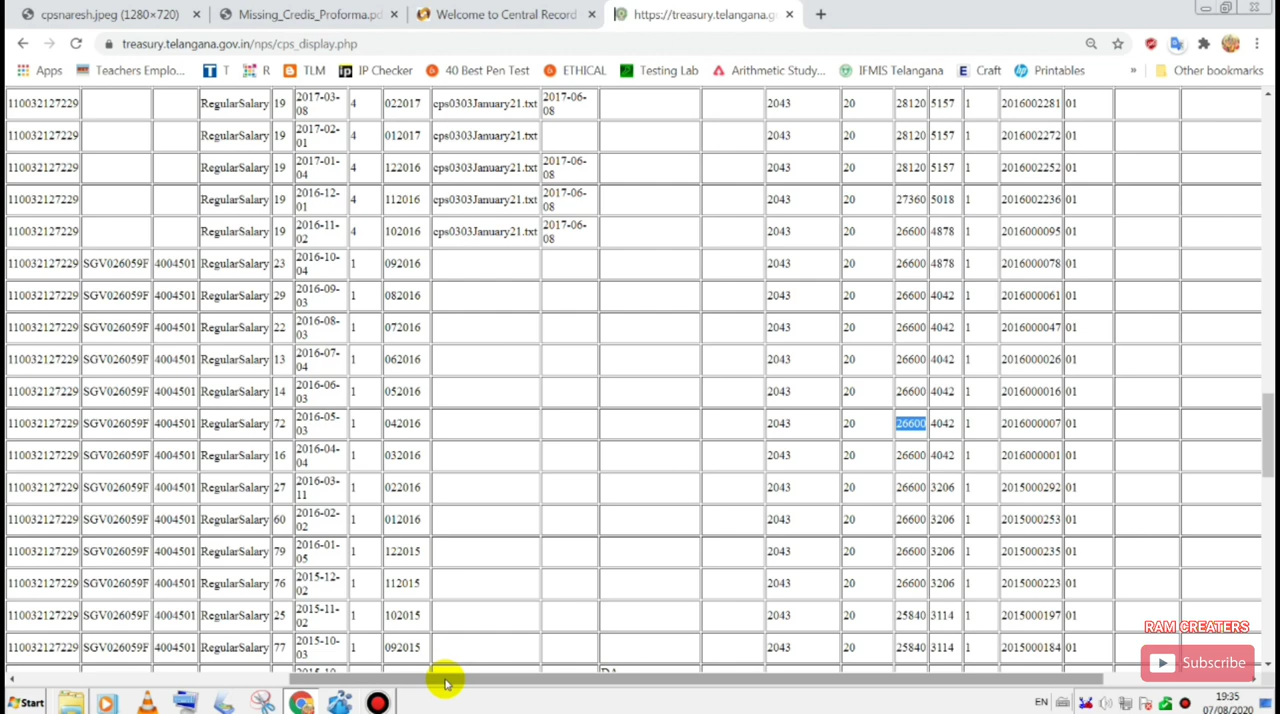 cpsnaresh.jpeg (1280×720) Missing_Credis_Proforma.pd Welcome to Central Record https://treasury.telangana.g
treasury.telangana.gov.in/nps/cps_display.php
Apps Teachers Emplo... T R TLM IP Checker 40 Best Pen Test ETHICAL Testing Lab Arithmetic Study... IFMIS Telangana Craft Printables » Other bookmarks
110032127229 RegularSalary 19 2017-03-08 4 022017 cps0303January21.txt 2017-06-08 2043 20 28120 5157 1 2016002281 01
110032127229 RegularSalary 19 2017-02-01 4 012017 cps0303January21.txt 2043 20 28120 5157 1 2016002272 01
110032127229 RegularSalary 19 2017-01-04 4 122016 cps0303January21.txt 2017-06-08 2043 20 28120 5157 1 2016002252 01
110032127229 RegularSalary 19 2016-12-01 4 112016 cps0303January21.txt 2017-06-08 2043 20 27360 5018 1 2016002236 01
110032127229 RegularSalary 19 2016-11-02 4 102016 cps0303January21.txt 2017-06-08 2043 20 26600 4878 1 2016000095 01
110032127229 SGV026059F 4004501 RegularSalary 23 2016-10-04 1 092016 2043 20 26600 4878 1 2016000078 01
110032127229 SGV026059F 4004501 RegularSalary 29 2016-09-03 1 082016 2043 20 26600 4042 1 2016000061 01
110032127229 SGV026059F 4004501 RegularSalary 22 2016-08-03 1 072016 2043 20 26600 4042 1 2016000047 01
110032127229 SGV026059F 4004501 RegularSalary 13 2016-07-04 1 062016 2043 20 26600 4042 1 2016000026 01
110032127229 SGV026059F 4004501 RegularSalary 14 2016-06-03 1 052016 2043 20 26600 4042 1 2016000016 01
110032127229 SGV026059F 4004501 RegularSalary 72 2016-05-03 1 042016 2043 20 26600 4042 1 2016000007 01
110032127229 SGV026059F 4004501 RegularSalary 16 2016-04-04 1 032016 2043 20 26600 4042 1 2016000001 01
110032127229 SGV026059F 4004501 RegularSalary 27 2016-03-11 1 022016 2043 20 26600 3206 1 2015000292 01
110032127229 SGV026059F 4004501 RegularSalary 60 2016-02-02 1 012016 2043 20 26600 3206 1 2015000253 01
110032127229 SGV026059F 4004501 RegularSalary 79 2016-01-05 1 122015 2043 20 26600 3206 1 2015000235 01
110032127229 SGV026059F 4004501 RegularSalary 76 2015-12-02 1 112015 2043 20 26600 3206 1 2015000223 01
110032127229 SGV026059F 4004501 RegularSalary 25 2015-11-02 1 102015 2043 20 25840 3114 1 2015000197 01
110032127229 SGV026059F 4004501 RegularSalary 77 2015-10-03 1 092015 2043 20 25840 3114 1 2015000184 01
RAM CREATERS
Subscribe
Start EN 19:35
07/08/2020